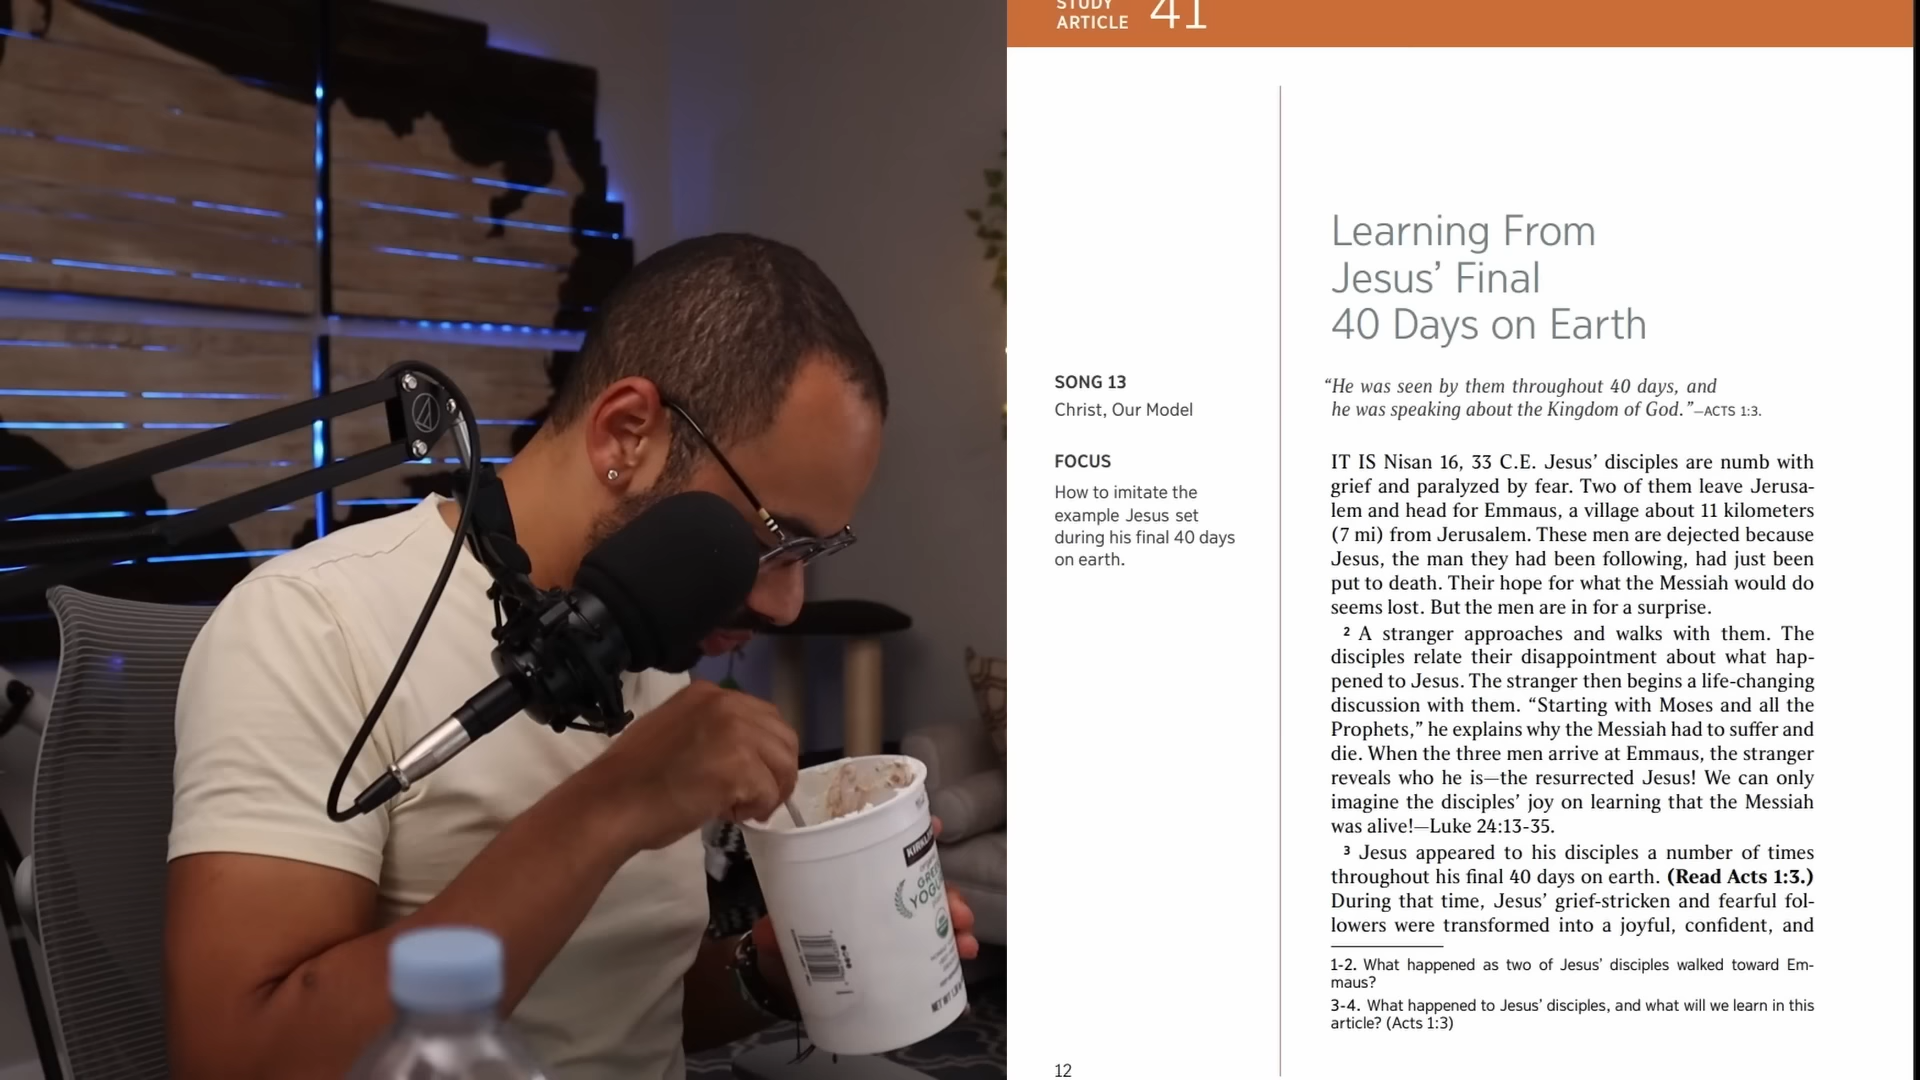 STUDY
ARTICLE 41
Learning From
Jesus’ Final
40 Days on Earth
SONG 13
Christ, Our Model
FOCUS
How to imitate the
example Jesus set
during his final 40 days
on earth.
“He was seen by them throughout 40 days, and
he was speaking about the Kingdom of God.”—ACTS 1:3.
IT IS Nisan 16, 33 C.E. Jesus’ disciples are numb with
grief and paralyzed by fear. Two of them leave Jerusa-
lem and head for Emmaus, a village about 11 kilometers
(7 mi) from Jerusalem. These men are dejected because
Jesus, the man they had been following, had just been
put to death. Their hope for what the Messiah would do
seems lost. But the men are in for a surprise.
2 A stranger approaches and walks with them. The
disciples relate their disappointment about what hap-
pened to Jesus. The stranger then begins a life-changing
discussion with them. “Starting with Moses and all the
Prophets,” he explains why the Messiah had to suffer and
die. When the three men arrive at Emmaus, the stranger
reveals who he is—the resurrected Jesus! We can only
imagine the disciples’ joy on learning that the Messiah
was alive!—Luke 24:13-35.
3 Jesus appeared to his disciples a number of times
throughout his final 40 days on earth. (Read Acts 1:3.)
During that time, Jesus’ grief-stricken and fearful fol-
lowers were transformed into a joyful, confident, and
1-2. What happened as two of Jesus’ disciples walked toward Em-
maus?
3-4. What happened to Jesus’ disciples, and what will we learn in this
article? (Acts 1:3)
12
NET WT